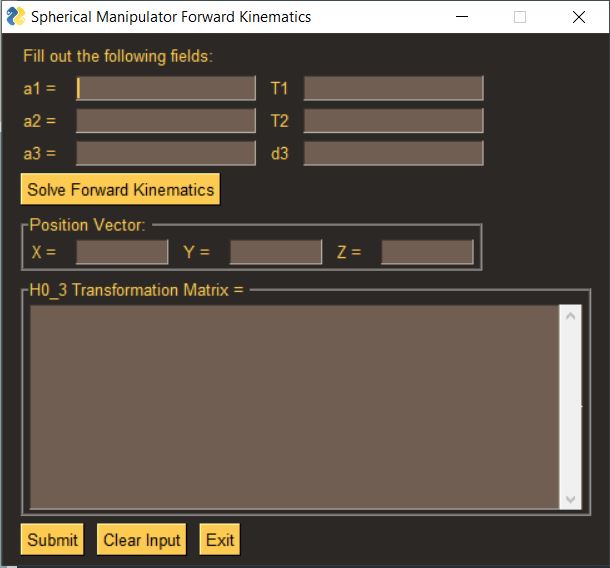 Spherical Manipulator Forward Kinematics
Fill out the following fields:
a1 = T1
a2 = T2
a3 = d3
Solve Forward Kinematics
Position Vector:
X = Y = Z =
H0_3 Transformation Matrix =
Submit Clear Input Exit